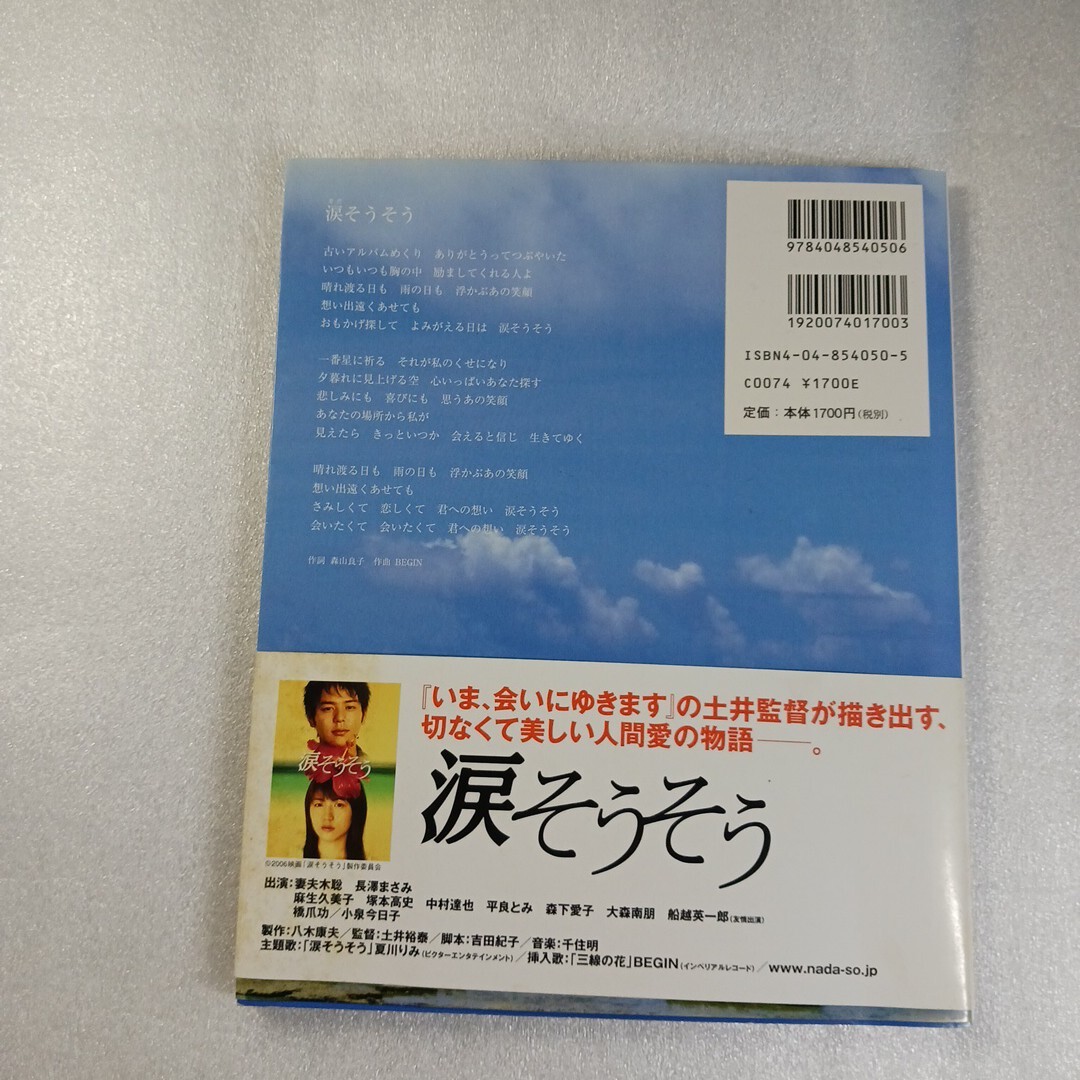 涙そうそう
古いアルバムめくり　ありがとうってつぶやいた
いつもいつも胸の中　励ましてくれる人よ
晴れ渡る日も　雨の日も　浮かぶあの笑顔
想い出遠くあせても
おもかげ探して　よみがえる日は　涙そうそう
一番星に祈る　それが私のくせになり
夕暮れに見上げる空　心いっぱいあなた探す
悲しみにも　喜びにも　思うあの笑顔
あなたの場所から私が
見えたら　きっといつか　会えると信じ　生きてゆく
晴れ渡る日も　雨の日も　浮かぶあの笑顔
想い出遠くあせても
さみしくて　恋しくて　君への想い　涙そうそう
会いたくて　会いたくて　君への想い　涙そうそう
作詞 森山良子　作曲 BEGIN
9784048540506
1920074017003
ISBN4-04-854050-5
C0074 ¥1700E
定価：本体1700円（税別）
『いま、会いにゆきます』の土井監督が描き出す、
切なくて美しい人間愛の物語――。
涙そうそう
涙そうそう
©2006映画「涙そうそう」製作委員会
出演：妻夫木聡　長澤まさみ
麻生久美子　塚本高史　中村達也　平良とみ　森下愛子　大森南朋　船越英一郎（友情出演）
橋爪功／小泉今日子
製作：八木康夫／監督：土井裕泰／脚本：吉田紀子／音楽：千住明
主題歌：「涙そうそう」夏川りみ（ビクターエンタテインメント）／挿入歌：「三線の花」BEGIN（インペリアルレコード）／www.nada-so.jp